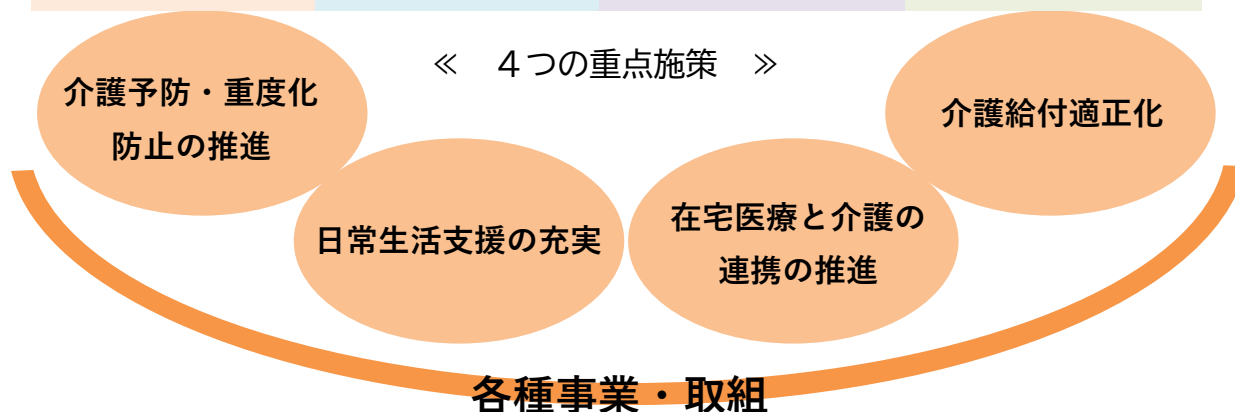 ≪　４つの重点施策　≫
介護予防・重度化
防止の推進
日常生活支援の充実
在宅医療と介護の
連携の推進
介護給付適正化
各種事業・取組